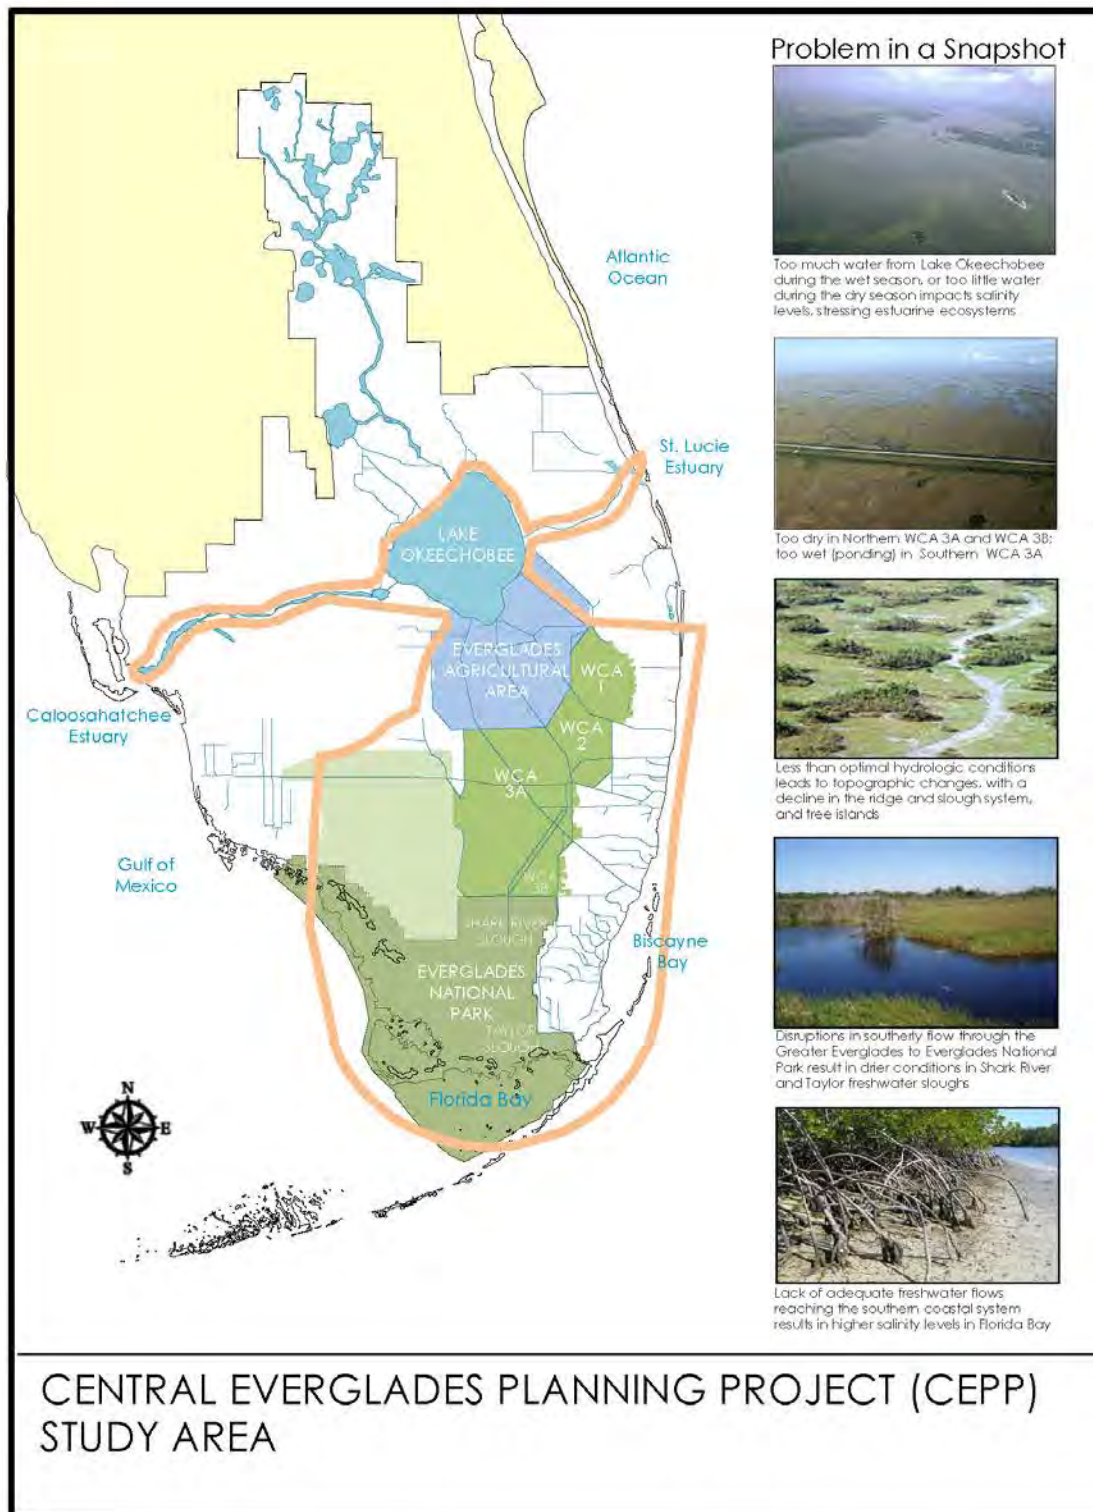 Problem in a Snapshot
Too much water from Lake Okeechobee
during the wet season, or too little water
during the dry season impacts salinity
levels, stressing estuarine ecosystems
Too dry in Northern WCA 3A and WCA 3B;
too wet (ponding) in Southern WCA 3A
Less than optimal hydrologic conditions
leads to topographic changes, with a
decline in the ridge and slough system,
and tree islands
Disruptions in southerly flow through the
Greater Everglades to Everglades National
Park result in drier conditions in Shark River
and Taylor freshwater sloughs
Lack of adequate freshwater flows
reaching the southern coastal system
results in higher salinity levels in Florida Bay
Atlantic
Ocean
St. Lucie
Estuary
LAKE
OKEECHOBEE
EVERGLADES
AGRICULTURAL
AREA
WCA
1
WCA
2
WCA
3A
WCA
3B
Caloosahatchee
Estuary
Gulf of
Mexico
SHARK RIVER
SLOUGH
Biscayne
Bay
EVERGLADES
NATIONAL
PARK
TAYLOR
SLOUGH
Florida Bay
N
W
E
S
CENTRAL EVERGLADES PLANNING PROJECT (CEPP)
STUDY AREA